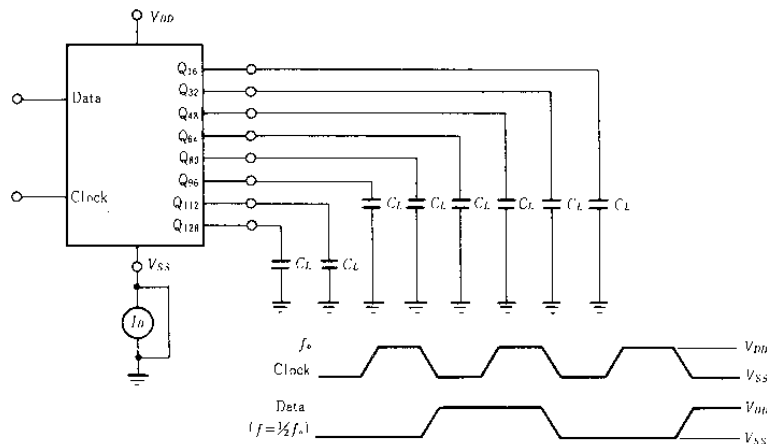 VDD
Data
Clock
Q16
Q32
Q48
Q64
Q80
Q96
Q112
Q128
CL CL CL CL CL CL
CL CL
VSS
ID
fo
Clock
VDD
VSS
Data
(f=½fo)
VDD
VSS